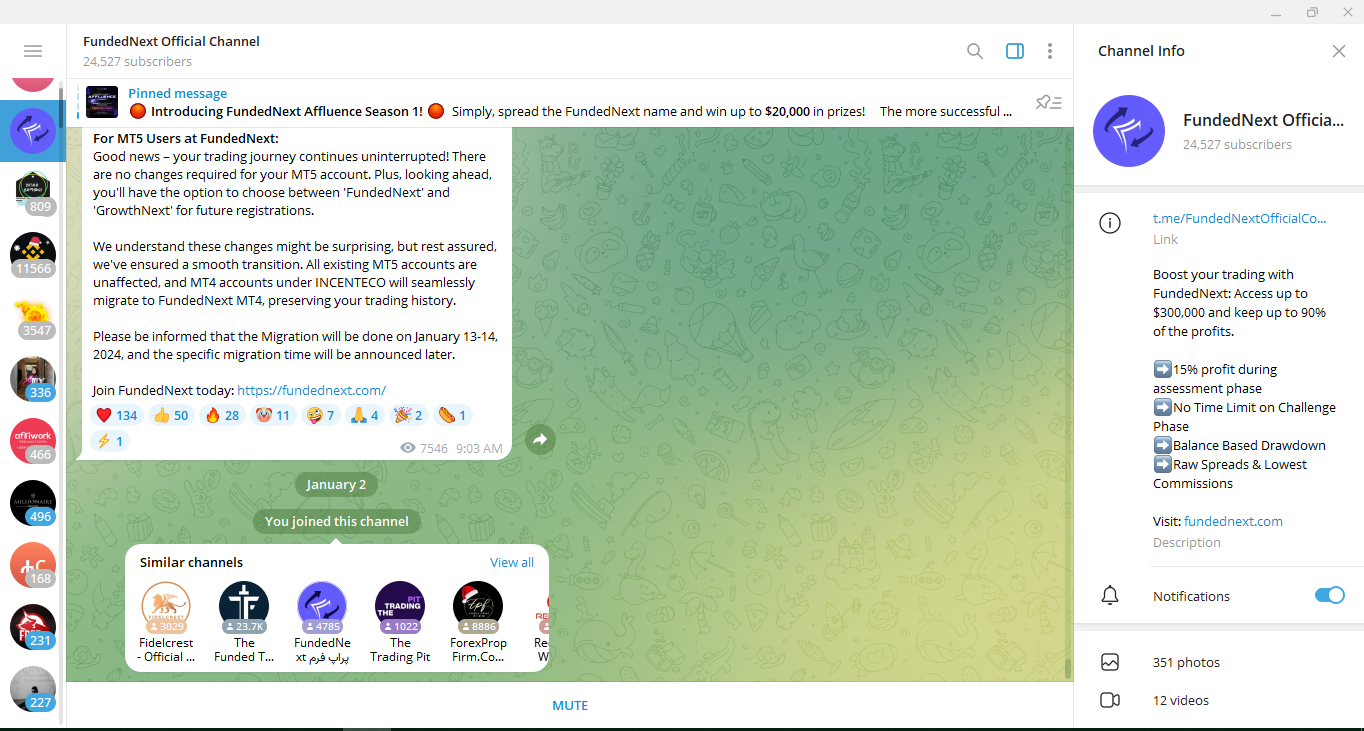 FundedNext Official Channel
24,527 subscribers
Pinned message
Introducing FundedNext Affluence Season 1! Simply, spread the FundedNext name and win up to $20,000 in prizes! The more successful ...
809
11566
3547
336
466
496
168
231
227
For MT5 Users at FundedNext:
Good news – your trading journey continues uninterrupted! There
are no changes required for your MT5 account. Plus, looking ahead,
you'll have the option to choose between 'FundedNext' and
'GrowthNext' for future registrations.
We understand these changes might be surprising, but rest assured,
we've ensured a smooth transition. All existing MT5 accounts are
unaffected, and MT4 accounts under INCENTECO will seamlessly
migrate to FundedNext MT4, preserving your trading history.
Please be informed that the Migration will be done on January 13-14,
2024, and the specific migration time will be announced later.
Join FundedNext today: https://fundednext.com/
134 50 28 11 7 4 2 1
1
7546 9:03 AM
January 2
You joined this channel
Similar channels View all
TRADING THE PIT
tpf
3029 23.7K 4785 1022 8886
Fidelcrest - Official ...
The Funded T...
FundedNe xt پراپ فرم
The Trading Pit
ForexProp Firm.Co...
MUTE
Channel Info
FundedNext Officia...
24,527 subscribers
t.me/FundedNextOfficialCo...
Link
Boost your trading with
FundedNext: Access up to
$300,000 and keep up to 90%
of the profits.
➡️15% profit during
assessment phase
➡️No Time Limit on Challenge
Phase
➡️Balance Based Drawdown
➡️Raw Spreads & Lowest
Commissions
Visit: fundednext.com
Description
Notifications
351 photos
12 videos